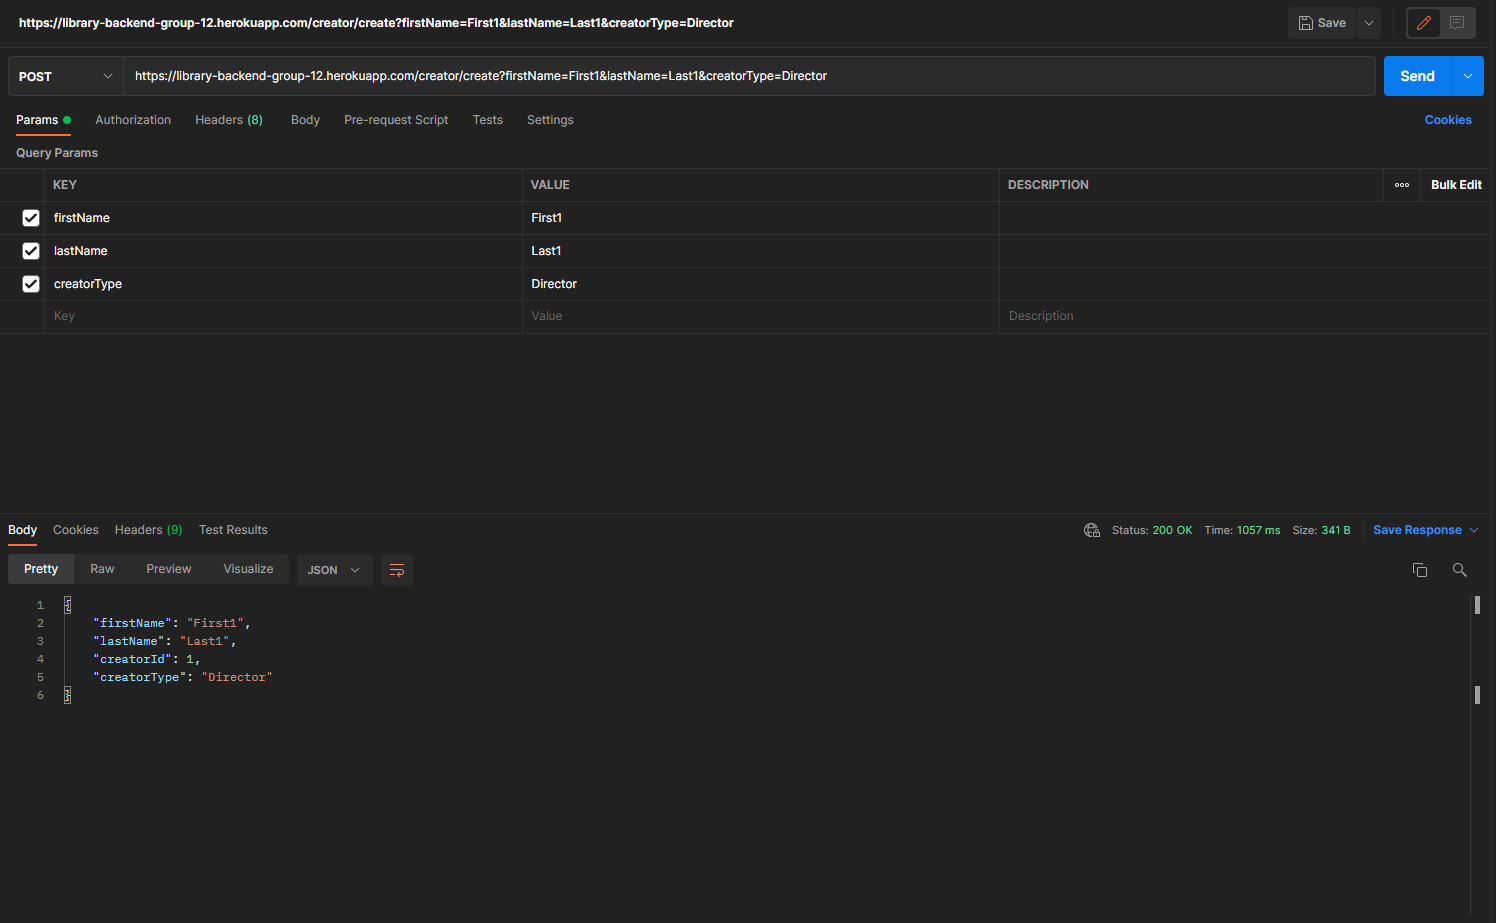 https://library-backend-group-12.herokuapp.com/creator/create?firstName=First1&lastName=Last1&creatorType=Director Save
POST https://library-backend-group-12.herokuapp.com/creator/create?firstName=First1&lastName=Last1&creatorType=Director Send
Params Authorization Headers (8) Body Pre-request Script Tests Settings Cookies
Query Params
KEY VALUE DESCRIPTION ooo Bulk Edit
firstName First1
lastName Last1
creatorType Director
Key Value Description
Body Cookies Headers (9) Test Results Status: 200 OK Time: 1057 ms Size: 341 B Save Response
Pretty Raw Preview Visualize JSON
1 {
2 "firstName": "First1",
3 "lastName": "Last1",
4 "creatorId": 1,
5 "creatorType": "Director"
6 }